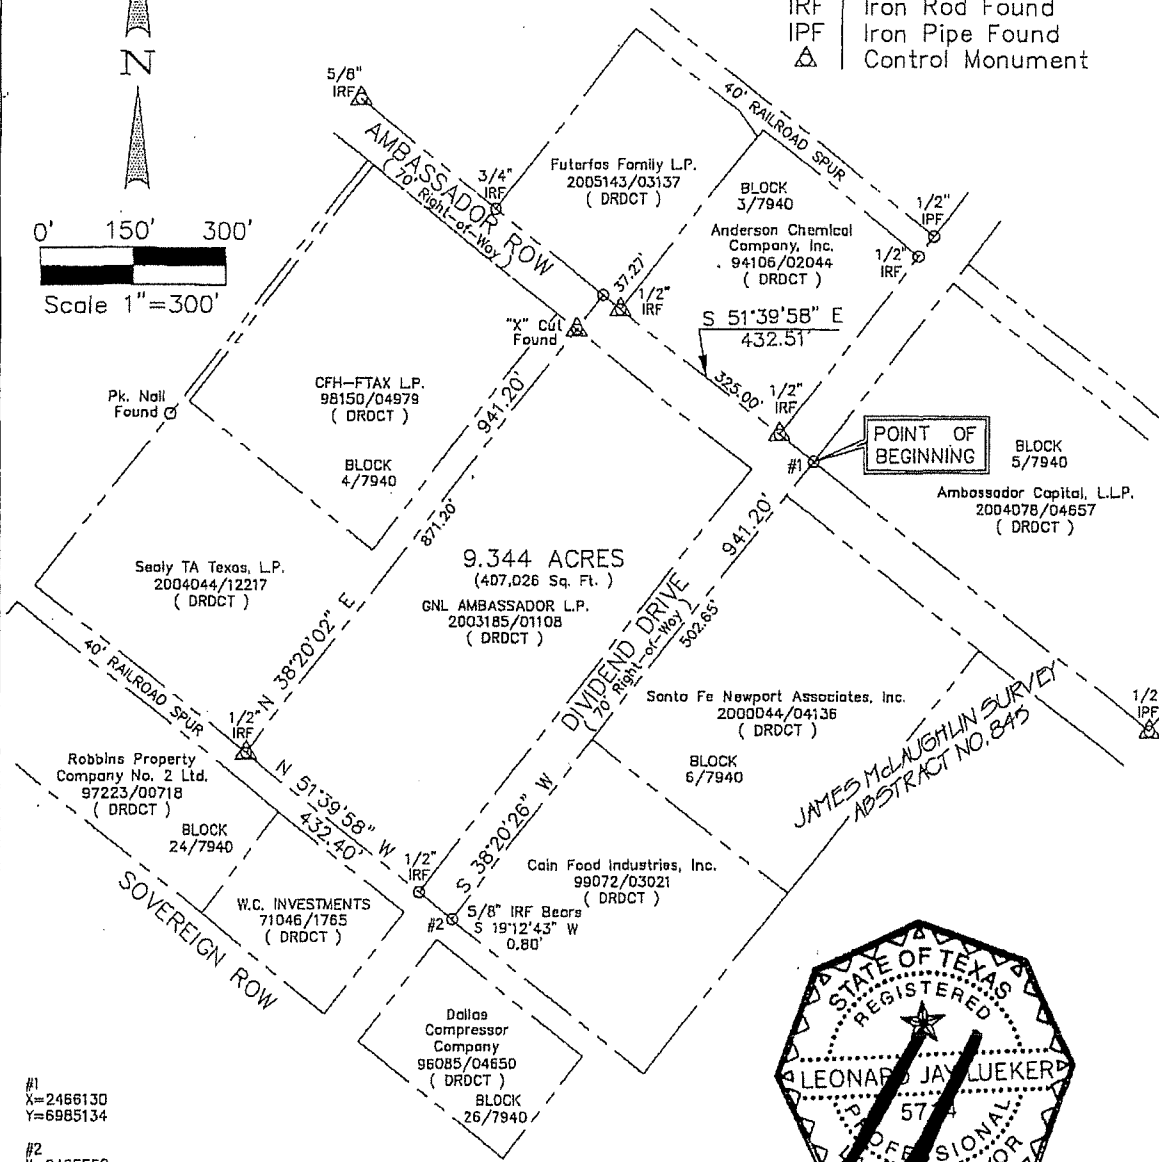 IRF Iron Rod Found
IPF Iron Pipe Found
Control Monument
N
0' 150' 300'
Scale 1"=300'
5/8"
IRF
AMBASSADOR ROW
( 70' Right-of-Way )
3/4"
IRF
Futerfas Family L.P.
2005143/03137
( DRDCT )
40' RAILROAD SPUR
BLOCK
3/7940
Anderson Chemical
Company, Inc.
94106/02044
( DRDCT )
1/2"
IPF
1/2"
IRF
37.27'
1/2"
IRF
S 51°39'58" E
432.51'
325.00'
1/2"
IRF
"X" Cut
Found
Pk. Nail
Found
CFH-FTAX L.P.
98150/04979
( DRDCT )
BLOCK
4/7940
941.20'
871.20'
POINT OF
BEGINNING
#1
BLOCK
5/7940
Ambassador Capital, L.L.P.
2004078/04657
( DRDCT )
941.20'
9.344 ACRES
(407,026 Sq. Ft.)
GNL AMBASSADOR L.P.
2003185/01108
( DRDCT )
Sealy TA Texas, L.P.
2004044/12217
( DRDCT )
N 38°20'02" E
DIVIDEND DRIVE
( 70' Right-of-Way )
502.65'
40' RAILROAD SPUR
1/2"
IRF
Santa Fe Newport Associates, Inc.
2000044/04136
( DRDCT )
BLOCK
6/7940
JAMES McLAUGHLIN SURVEY
ABSTRACT NO. 845
1/2
IPF
Robbins Property
Company No. 2 Ltd.
97223/00718
( DRDCT )
BLOCK
24/7940
N 51°39'58" W
432.40'
S 38°20'26" W
1/2"
IRF
Cain Food Industries, Inc.
99072/03021
( DRDCT )
#2
5/8" IRF Bears
S 19°12'43" W
0.80'
W.C. INVESTMENTS
71046/1765
( DRDCT )
SOVEREIGN ROW
Dallas
Compressor
Company
96085/04650
( DRDCT )
BLOCK
26/7940
STATE OF TEXAS
REGISTERED
LEONARD JAY LUEKER
PROFESSIONAL
#1
X=2466130
Y=6985134
#2